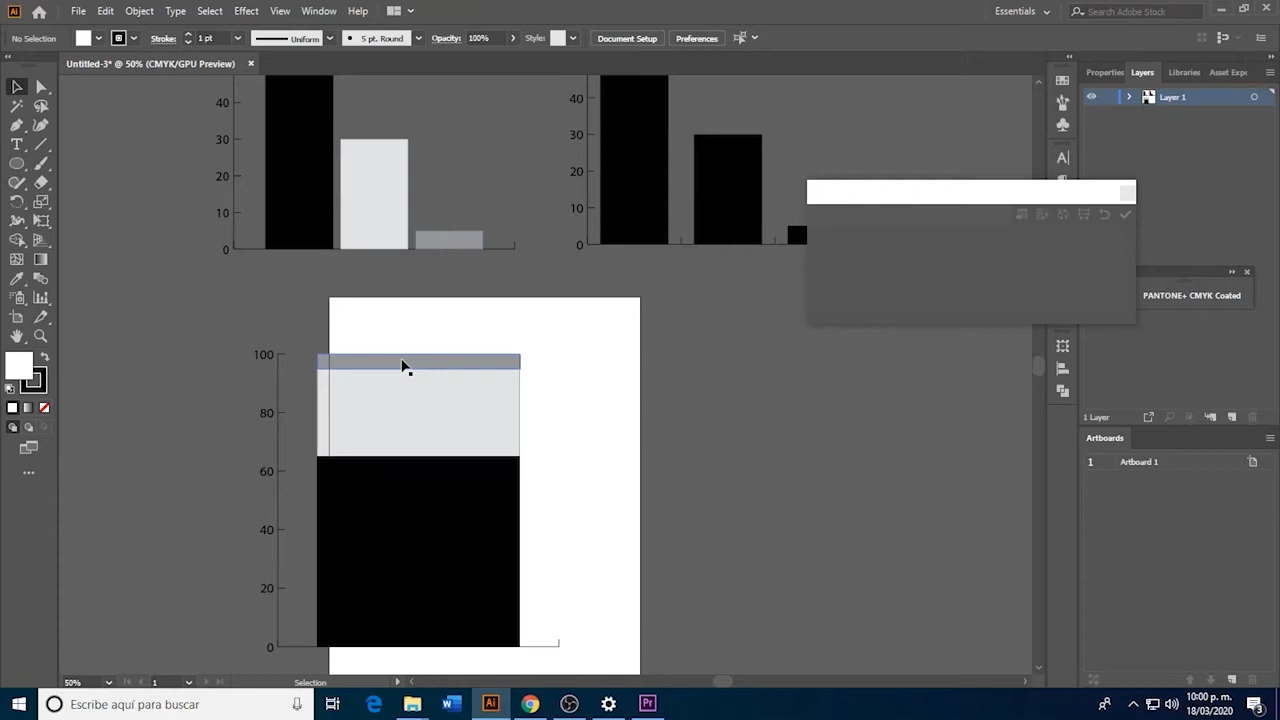 Ai File Edit Object Type Select Effect View Window Help Essentials Search Adobe Stock
No Selection Stroke: 1 pt Uniform 5 pt. Round Opacity: 100% Style: Document Setup Preferences
Untitled-3* @ 50% (CMYK/GPU Preview)
Properties Layers Libraries Asset Expo
Layer 1
40
30
20
10
0
40
30
20
10
0
PANTONE+ CMYK Coated
100
80
60
40
20
0
1 Layer
Artboards
1 Artboard 1
50% 1 Selection
Escribe aquí para buscar
10:00 p. m.
18/03/2020
3